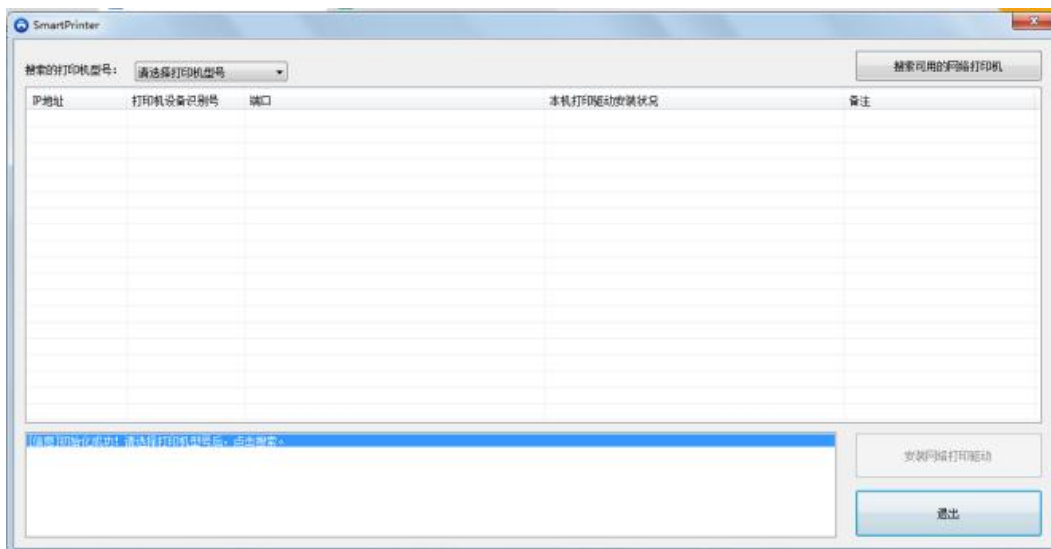 SmartPrinter
搜索的打印机型号：
请选择打印机型号
搜索可用的网络打印机
IP地址
打印机设备识别号
端口
本机打印驱动安装状况
备注
[信息]初始化成功！请选择打印机型号后，点击搜索。
安装网络打印驱动
退出